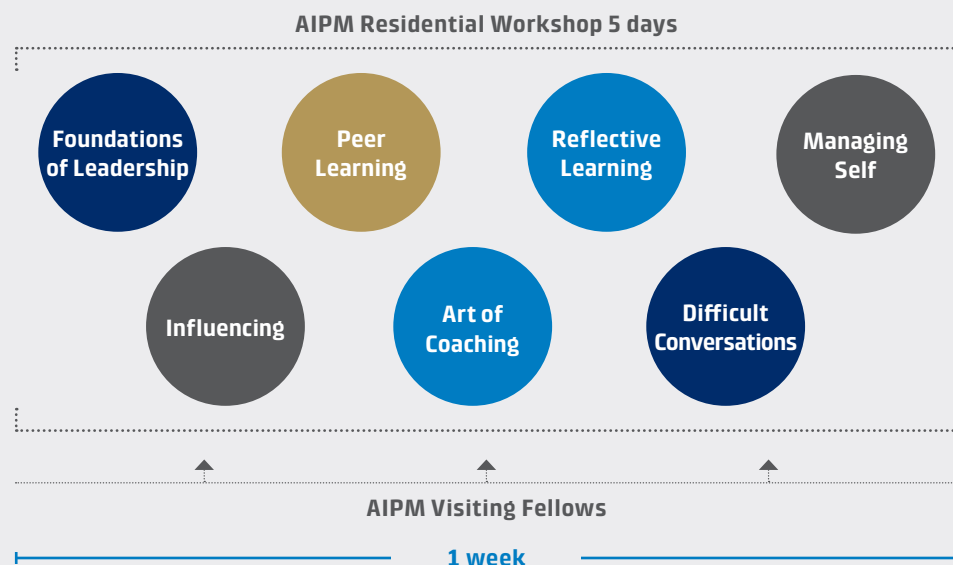 AIPM Residential Workshop 5 days
Foundations
of Leadership
Peer
Learning
Reflective
Learning
Managing
Self
Influencing
Art of
Coaching
Difficult
Conversations
AIPM Visiting Fellows
1 week